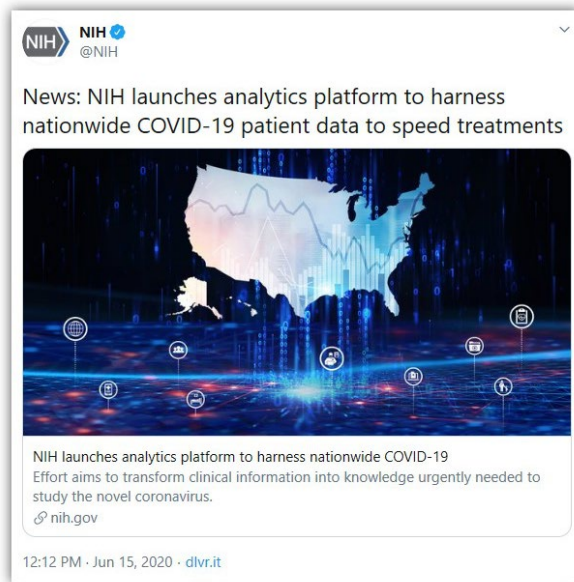 NIH
NIH
@NIH
News: NIH launches analytics platform to harness
nationwide COVID-19 patient data to speed treatments
NIH launches analytics platform to harness nationwide COVID-19
Effort aims to transform clinical information into knowledge urgently needed to
study the novel coronavirus.
nih.gov
12:12 PM · Jun 15, 2020 · dlvr.it